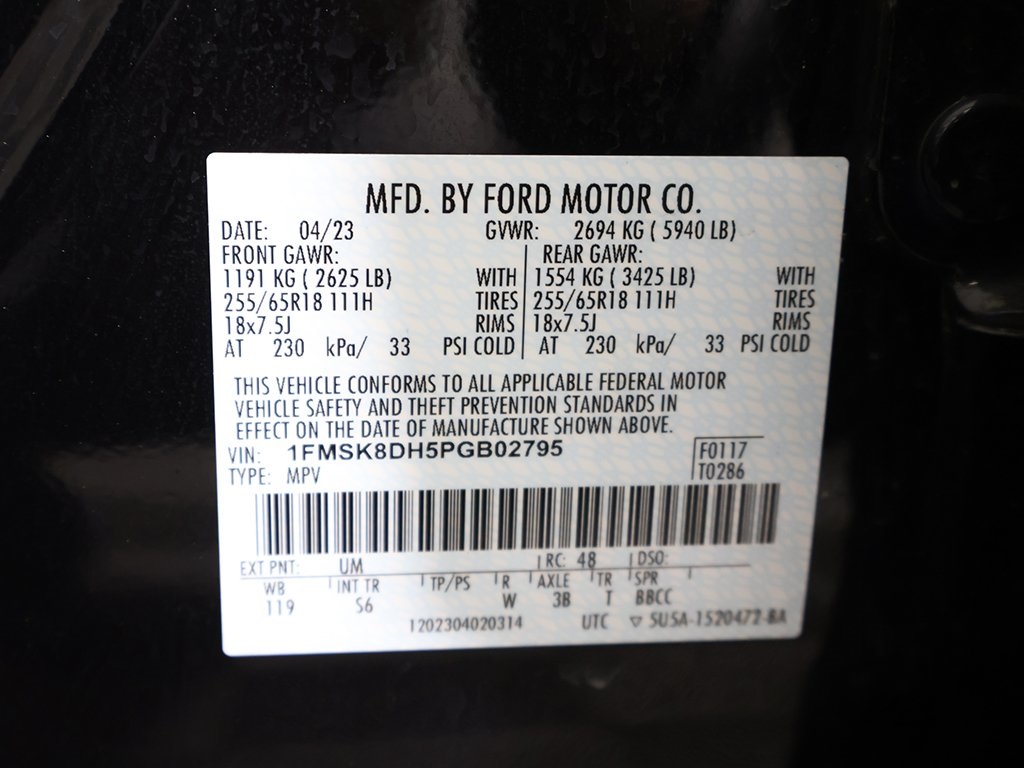 MFD. BY FORD MOTOR CO.
DATE: 04/23 GVWR: 2694 KG ( 5940 LB)
FRONT GAWR: REAR GAWR:
1191 KG ( 2625 LB) WITH 1554 KG ( 3425 LB) WITH
255/65R18 111H TIRES 255/65R18 111H TIRES
18x7.5J RIMS 18x7.5J RIMS
AT 230 kPa/ 33 PSI COLD AT 230 kPa/ 33 PSI COLD
THIS VEHICLE CONFORMS TO ALL APPLICABLE FEDERAL MOTOR
VEHICLE SAFETY AND THEFT PREVENTION STANDARDS IN
EFFECT ON THE DATE OF MANUFACTURE SHOWN ABOVE.
VIN: 1FMSK8DH5PGB02795 F0117
TYPE: MPV T0286
EXT PNT: UM RC: 48 DSO:
WB INT TR TP/PS R AXLE TR SPR
119 S6 W 3B T BBCC
1202304020314 UTC ▽ SU5A-1520472-BA